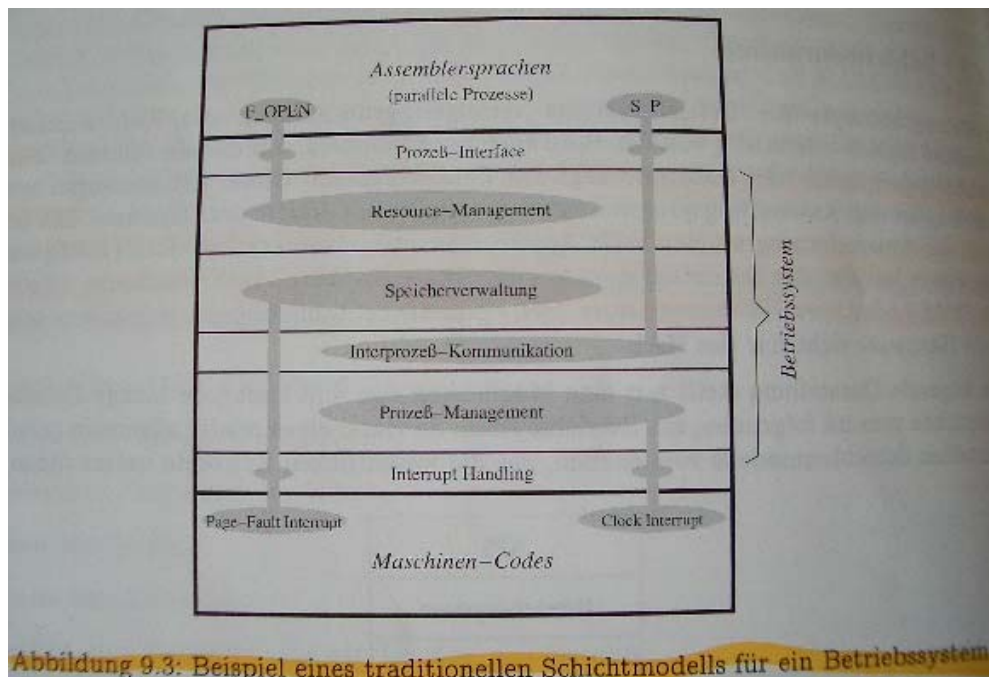 Assemblersprachen
(parallele Prozesse)
F_OPEN
S_P
Prozeß-Interface
Resource-Management
Speicherverwaltung
Interprozeß-Kommunikation
Prozeß-Management
Interrupt Handling
Betriebssystem
Page-Fault Interrupt
Clock Interrupt
Maschinen-Codes
Abbildung 9.3: Beispiel eines traditionellen Schichtmodells für ein Betriebssystem